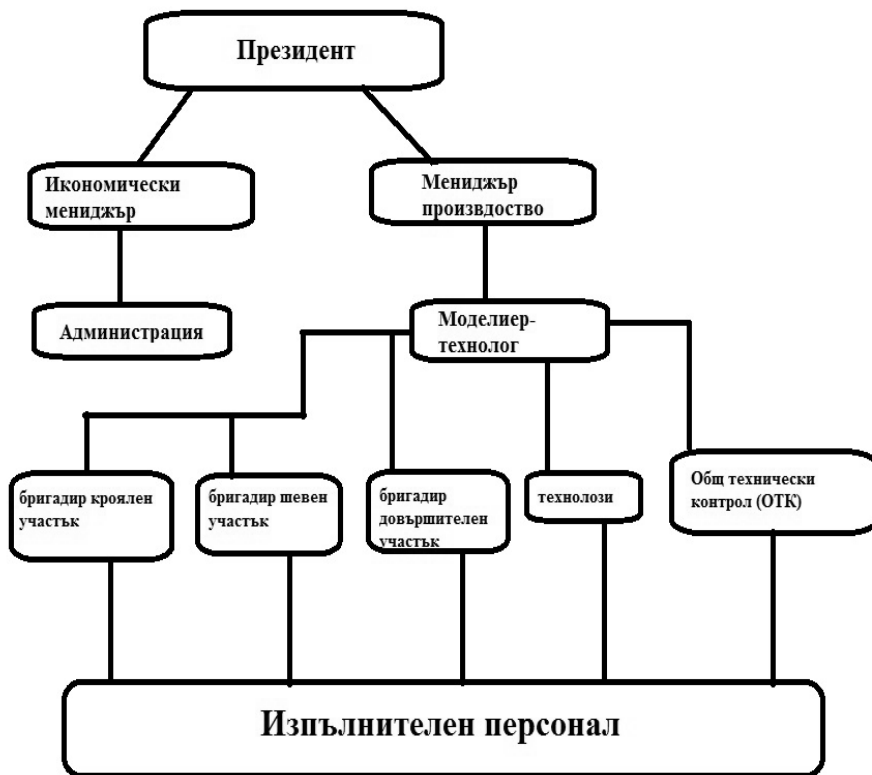 Президент
Икономически
мениджър
Мениджър
произвдоство
Администрация
Моделиер-
технолог
бригадир кроялен
участък
бригадир шевен
участък
бригадир
довършителен
участък
технолози
Общ технически
контрол (ОТК)
Изпълнителен персонал